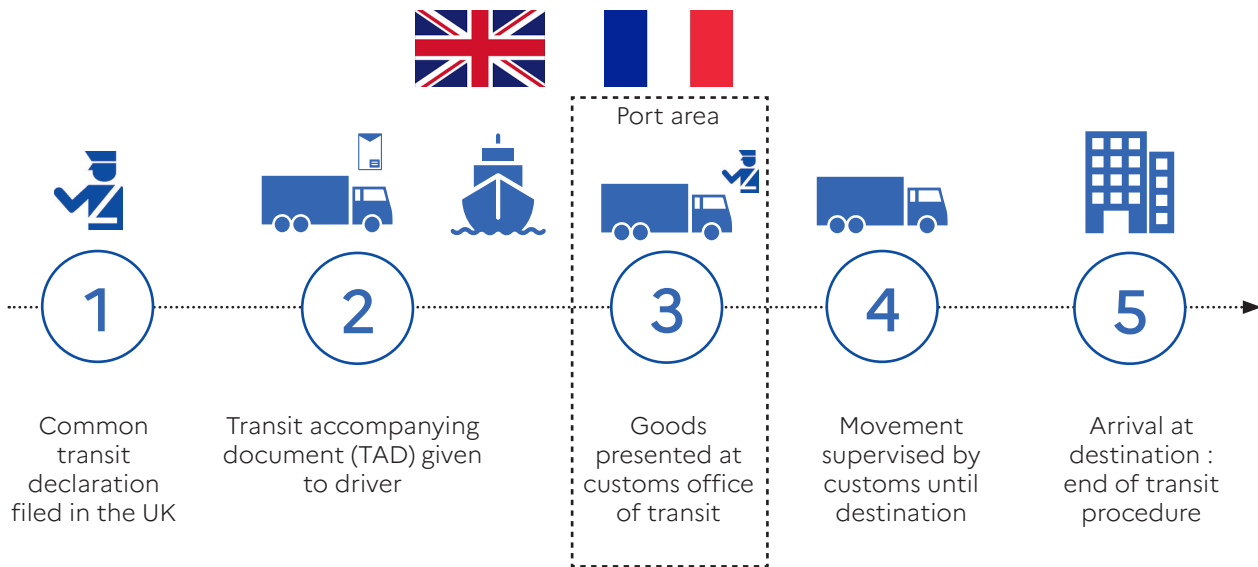 Port area
1
2
3
4
5
Common
transit
declaration
filed in the UK
Transit accompanying
document (TAD) given
to driver
Goods
presented at
customs office
of transit
Movement
supervised by
customs until
destination
Arrival at
destination :
end of transit
procedure